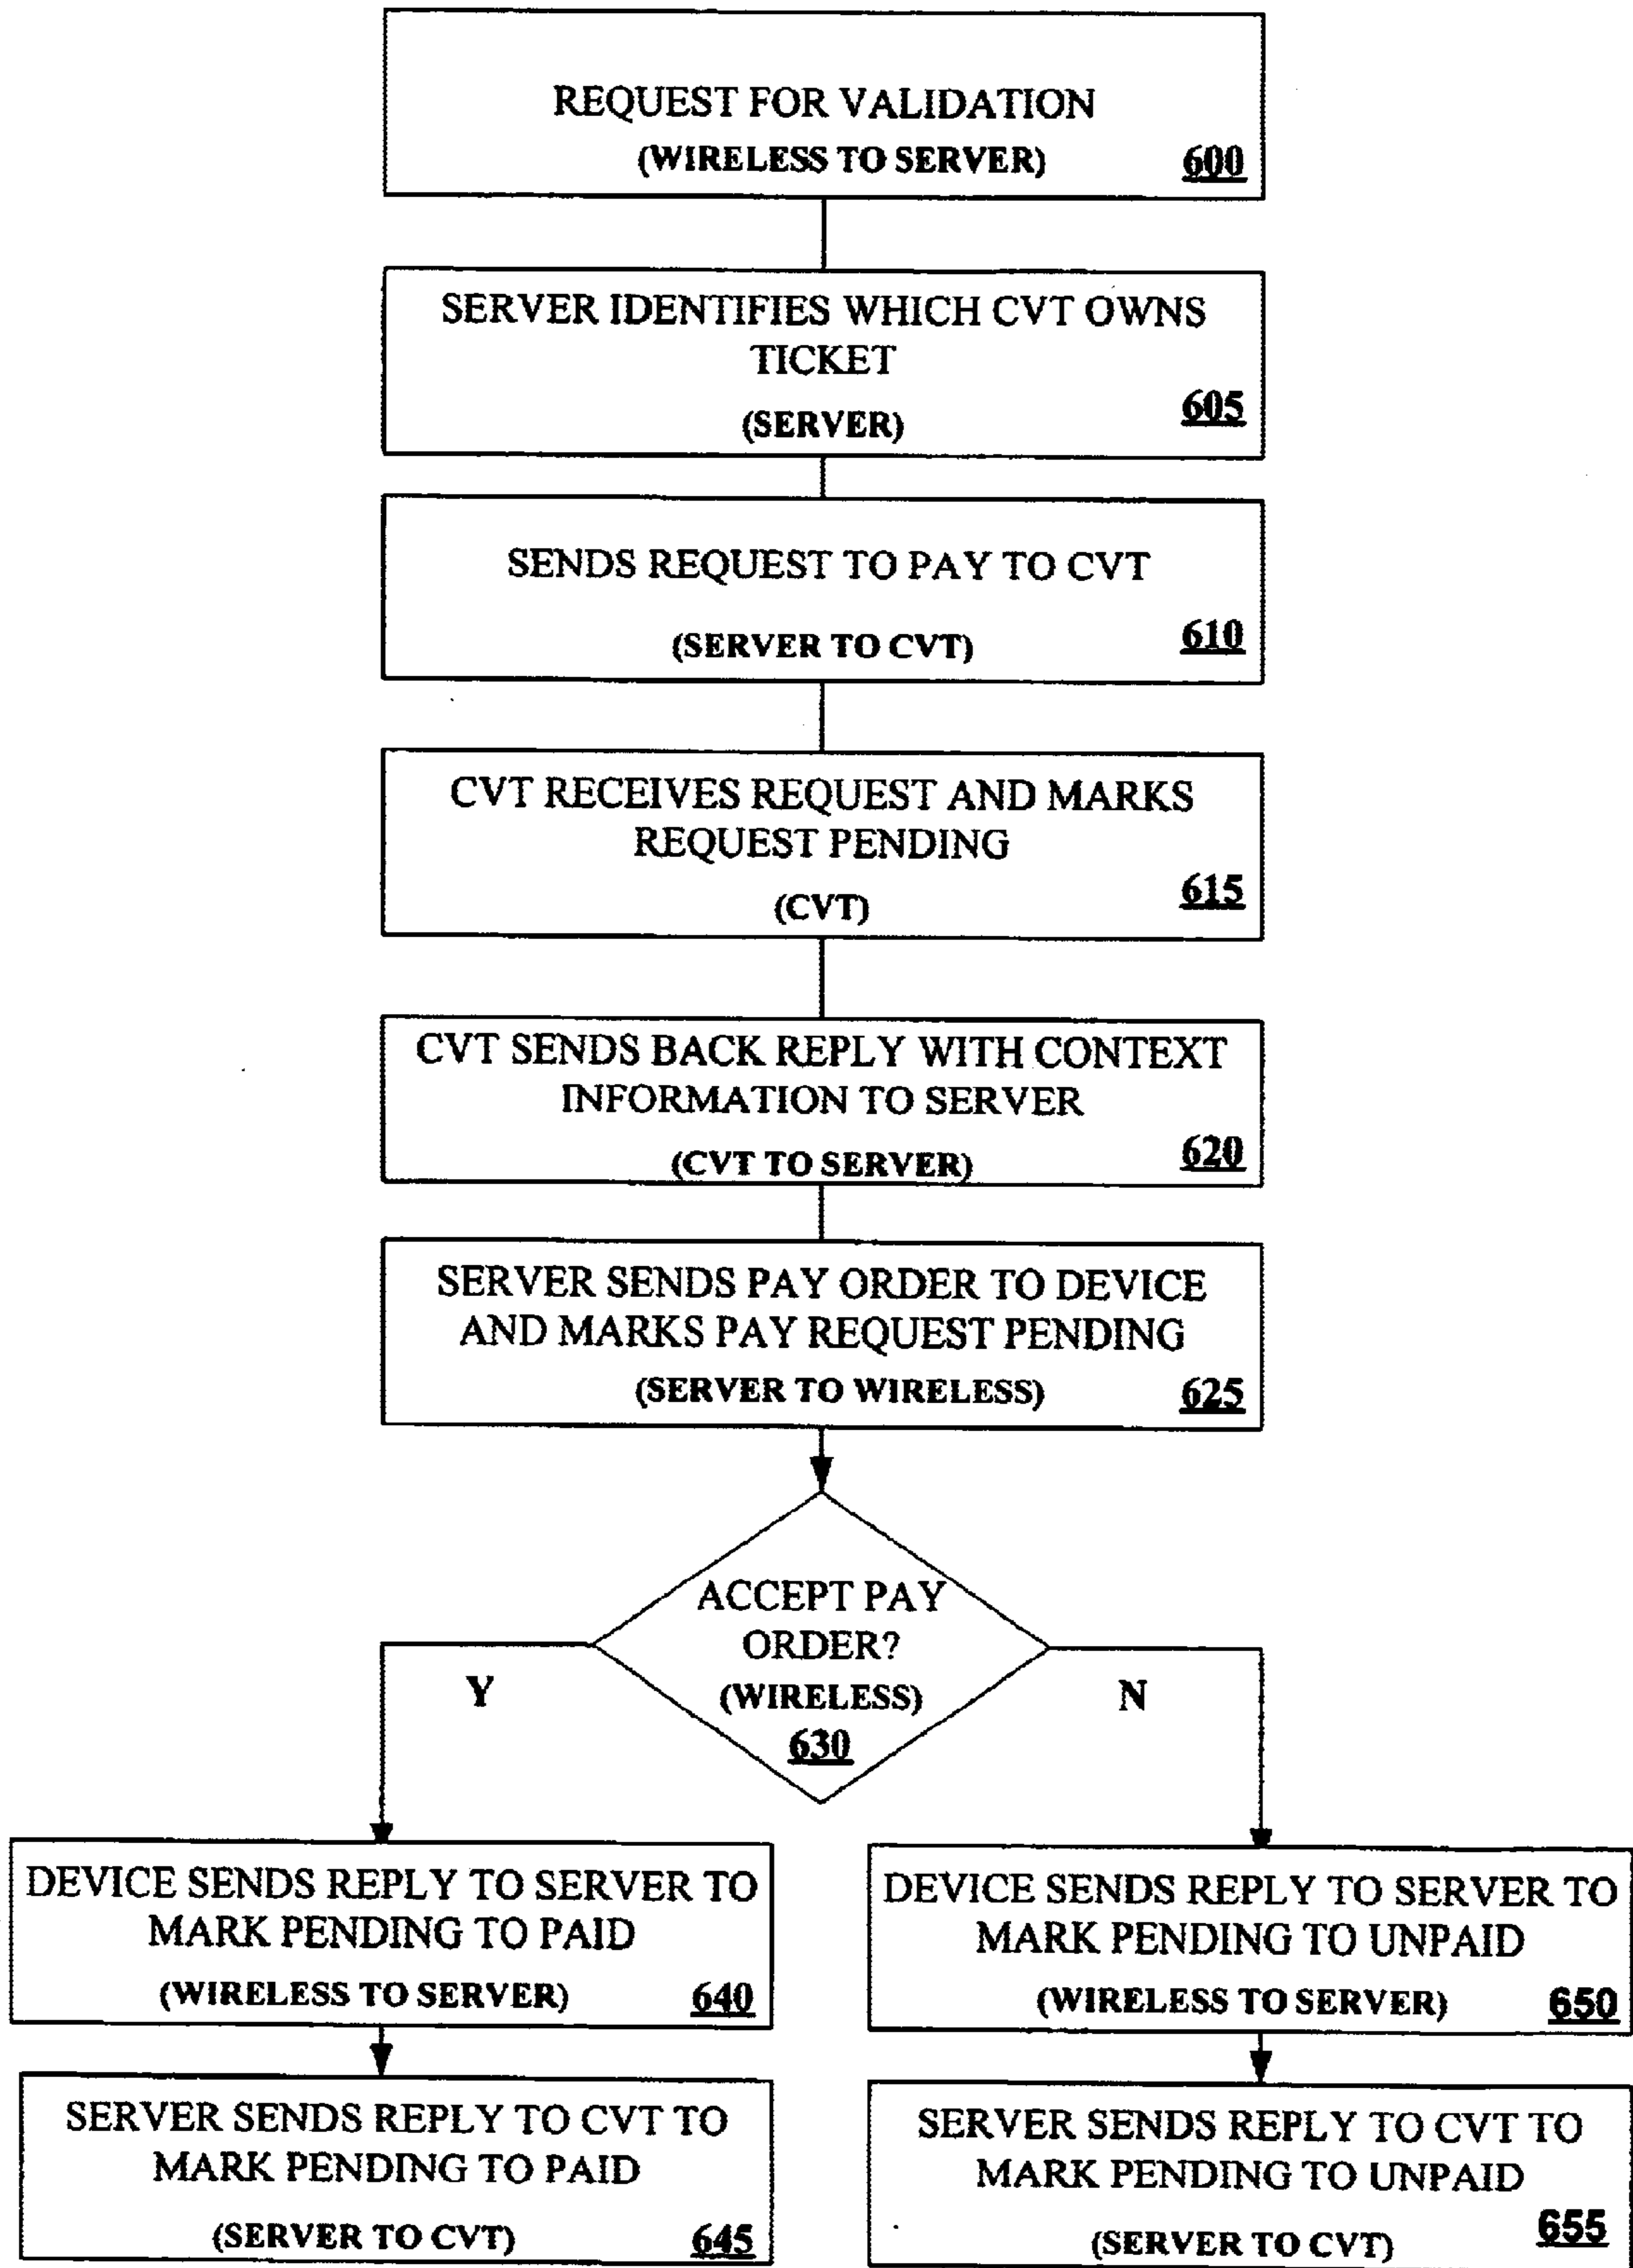 REQUEST FOR VALIDATION
(WIRELESS TO SERVER)
600
SERVER IDENTIFIES WHICH CVT OWNS
TICKET
(SERVER)
605
SENDS REQUEST TO PAY TO CVT
(SERVER TO CVT)
610
CVT RECEIVES REQUEST AND MARKS
REQUEST PENDING
(CVT)
615
CVT SENDS BACK REPLY WITH CONTEXT
INFORMATION TO SERVER
(CVT TO SERVER)
620
SERVER SENDS PAY ORDER TO DEVICE
AND MARKS PAY REQUEST PENDING
(SERVER TO WIRELESS)
625
ACCEPT PAY
ORDER?
(WIRELESS)
630
Y
N
DEVICE SENDS REPLY TO SERVER TO
MARK PENDING TO PAID
(WIRELESS TO SERVER)
640
DEVICE SENDS REPLY TO SERVER TO
MARK PENDING TO UNPAID
(WIRELESS TO SERVER)
650
SERVER SENDS REPLY TO CVT TO
MARK PENDING TO PAID
(SERVER TO CVT)
645
SERVER SENDS REPLY TO CVT TO
MARK PENDING TO UNPAID
(SERVER TO CVT)
655